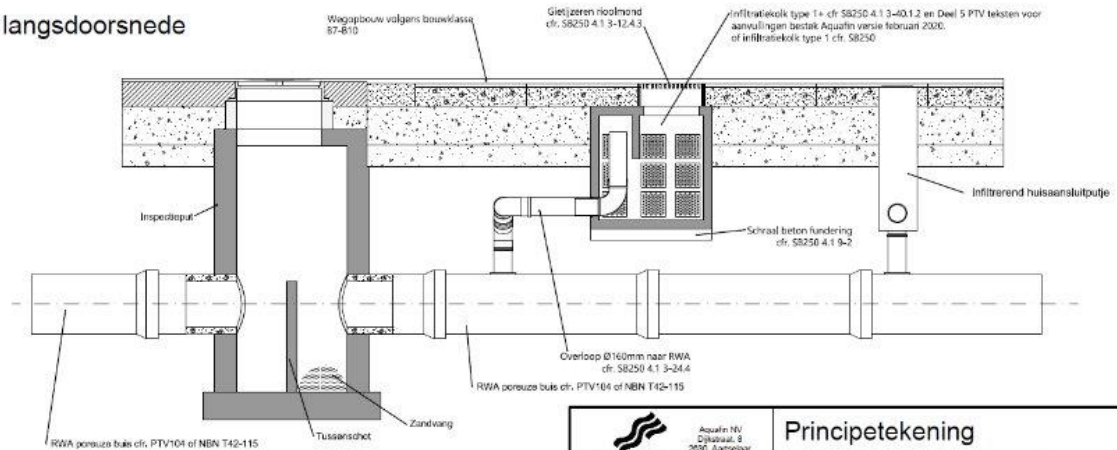 langsdoorsnede
Wegopbouw volgens bouwklasse
B7-B10
Gietijzeren rioolmond
cfr. SB250 4.1 3-12.4.3
Infiltratiekolk type 1+ cfr SB250 4.1 3-40.1.2 en Deel 5 PTV teksten voor
aanvullingen bestek Aquafin versie februari 2020.
of infiltratiekolk type 1 cfr. SB250
Inspectieput
Infiltrerend huisaansluitputje
Schraal beton fundering
cfr. SB250 4.1 9-2
Overloop Ø160mm naar RWA
cfr. SB250 4.1 3-24.4
RWA poreuze buis cfr. PTV104 of NBN T42-115
Zandvang
Tussenschot
RWA poreuze buis cfr. PTV104 of NBN T42-115
Aquafin NV
Dijkstraat, 8
2630, Aartselaar
Principetekening